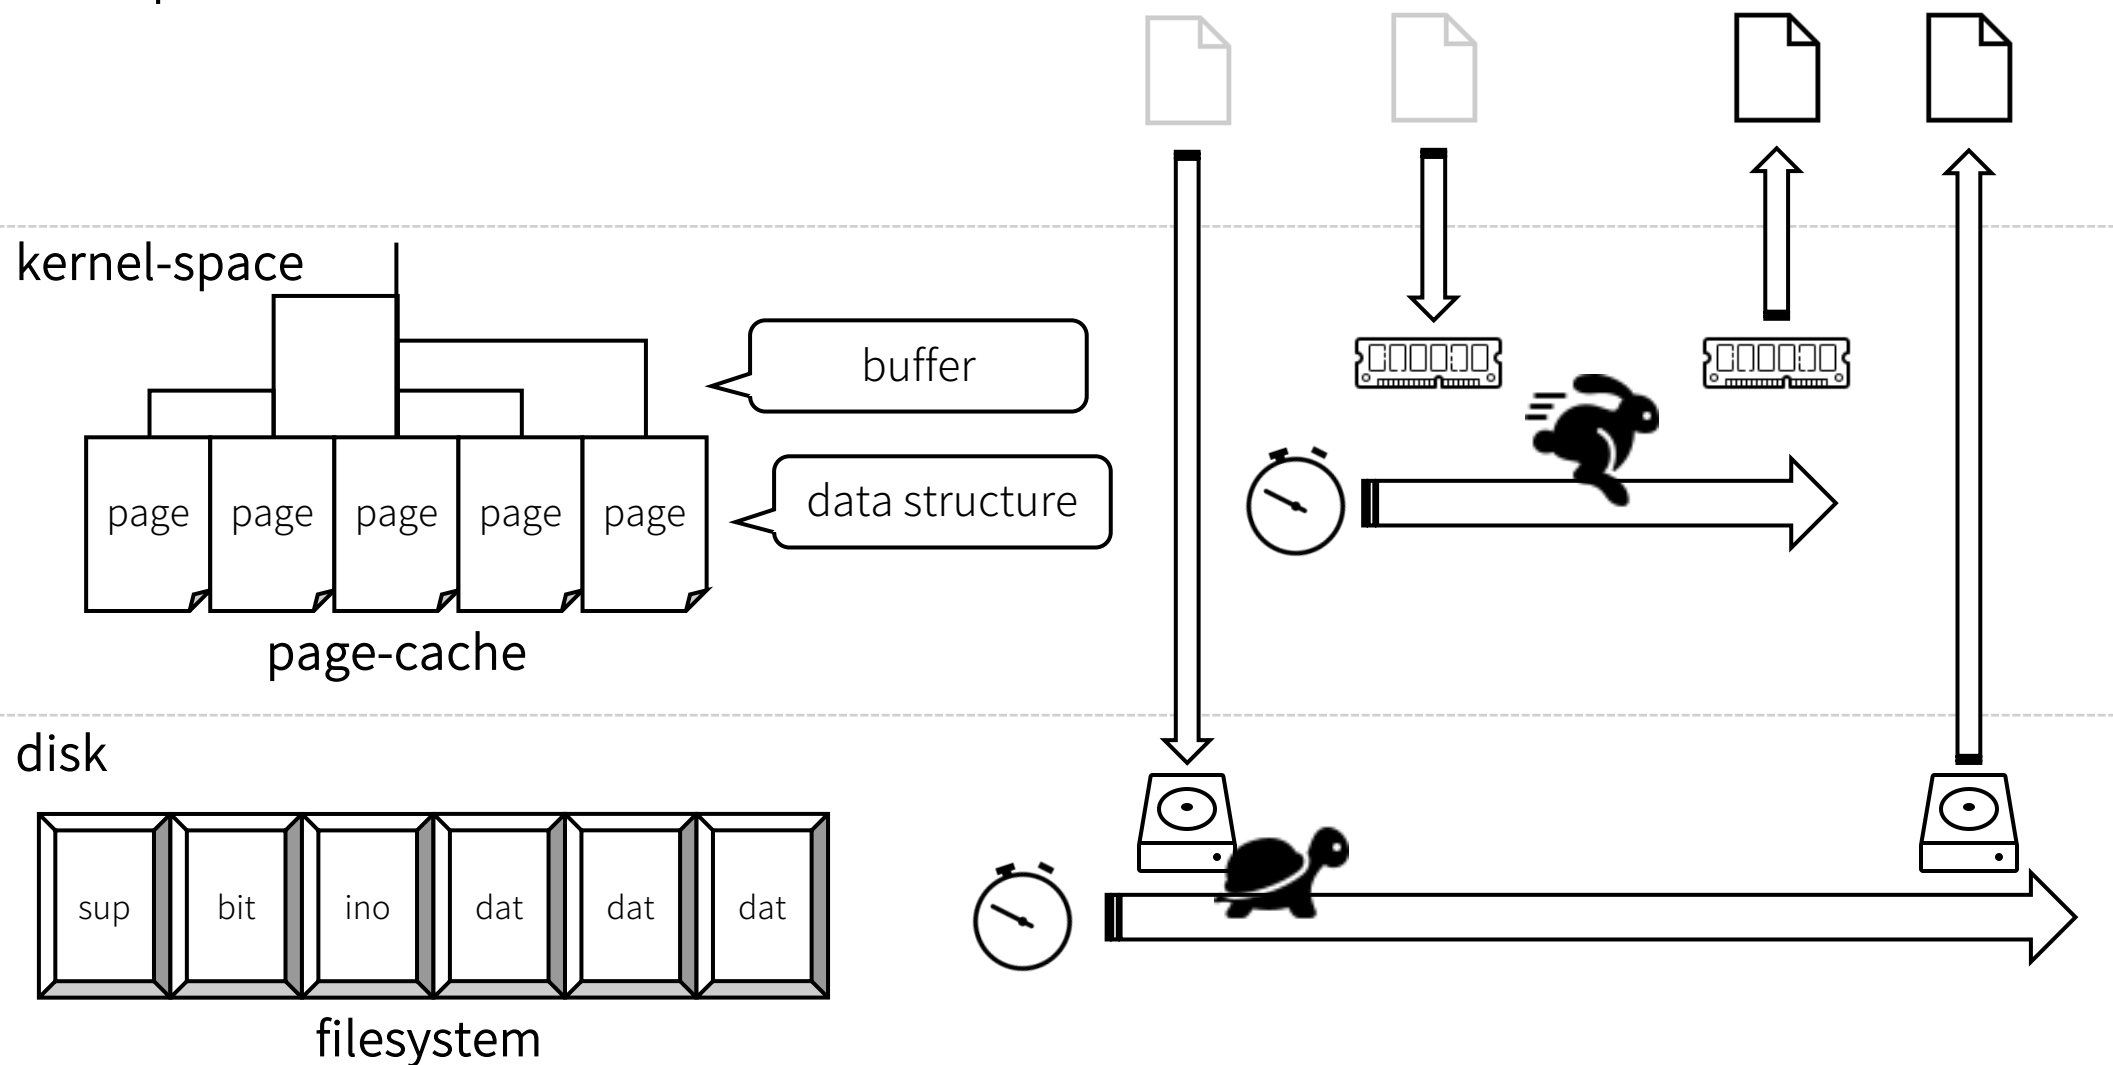 kernel-space
buffer
data structure
page page page page page
page-cache
disk
sup bit ino dat dat dat
filesystem